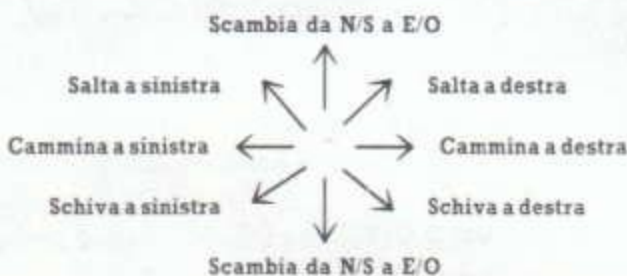 Scambia da N/S a E/O
Salta a sinistra Salta a destra
Cammina a sinistra Cammina a destra
Schiva a sinistra Schiva a destra
Scambia da N/S a E/O